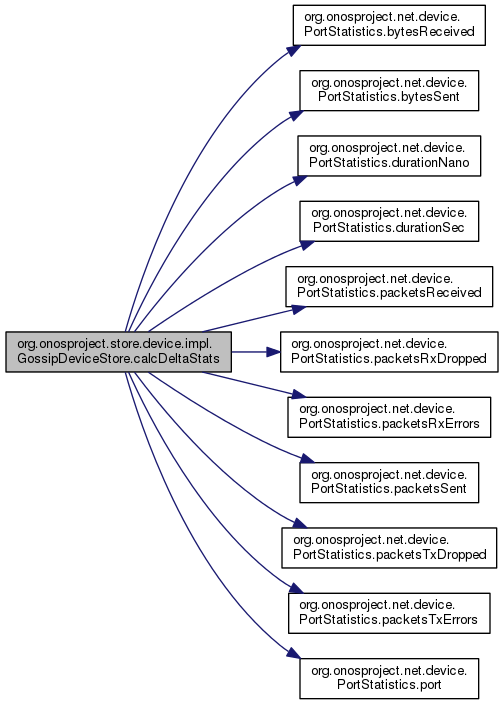 org.onosproject.net.device.
PortStatistics.bytesReceived
org.onosproject.net.device.
PortStatistics.bytesSent
org.onosproject.net.device.
PortStatistics.durationNano
org.onosproject.net.device.
PortStatistics.durationSec
org.onosproject.net.device.
PortStatistics.packetsReceived
org.onosproject.store.device.impl.
GossipDeviceStore.calcDeltaStats
org.onosproject.net.device.
PortStatistics.packetsRxDropped
org.onosproject.net.device.
PortStatistics.packetsRxErrors
org.onosproject.net.device.
PortStatistics.packetsSent
org.onosproject.net.device.
PortStatistics.packetsTxDropped
org.onosproject.net.device.
PortStatistics.packetsTxErrors
org.onosproject.net.device.
PortStatistics.port